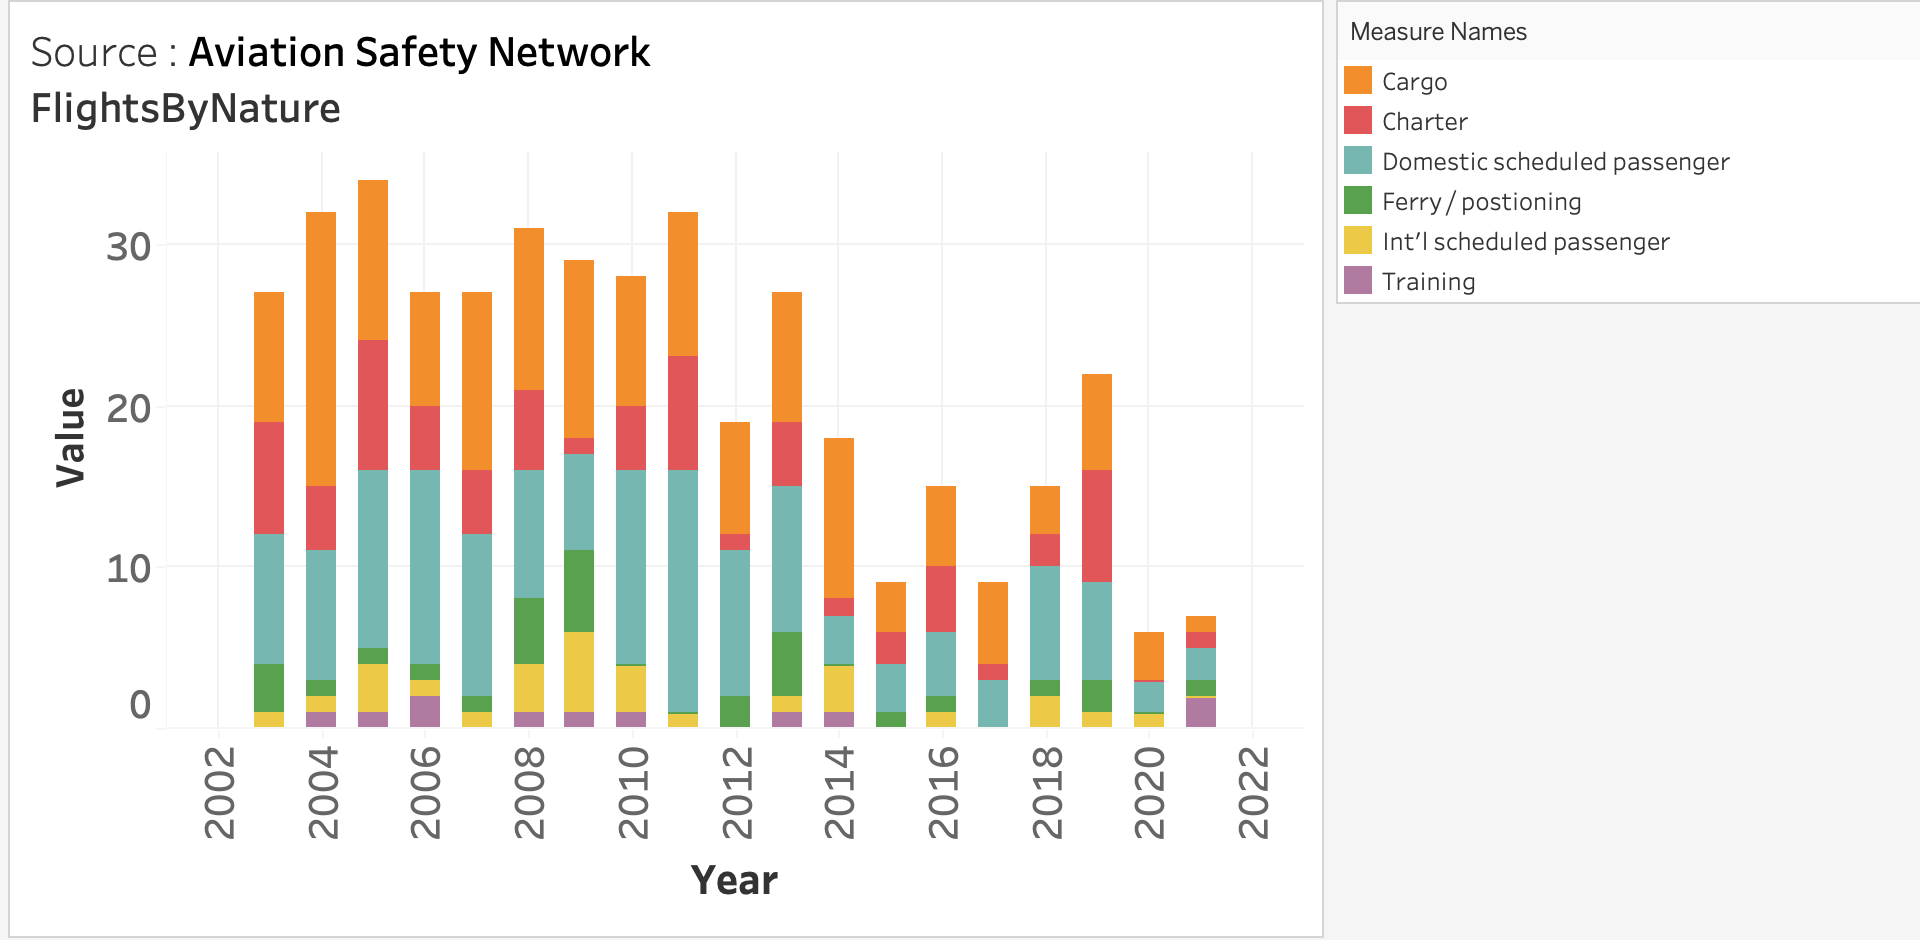 Source : Aviation Safety Network
FlightsByNature
30
20
10
0
Value
2002
2004
2006
2008
2010
2012
2014
2016
2018
2020
2022
Year
Measure Names
Cargo
Charter
Domestic scheduled passenger
Ferry / postioning
Int'l scheduled passenger
Training